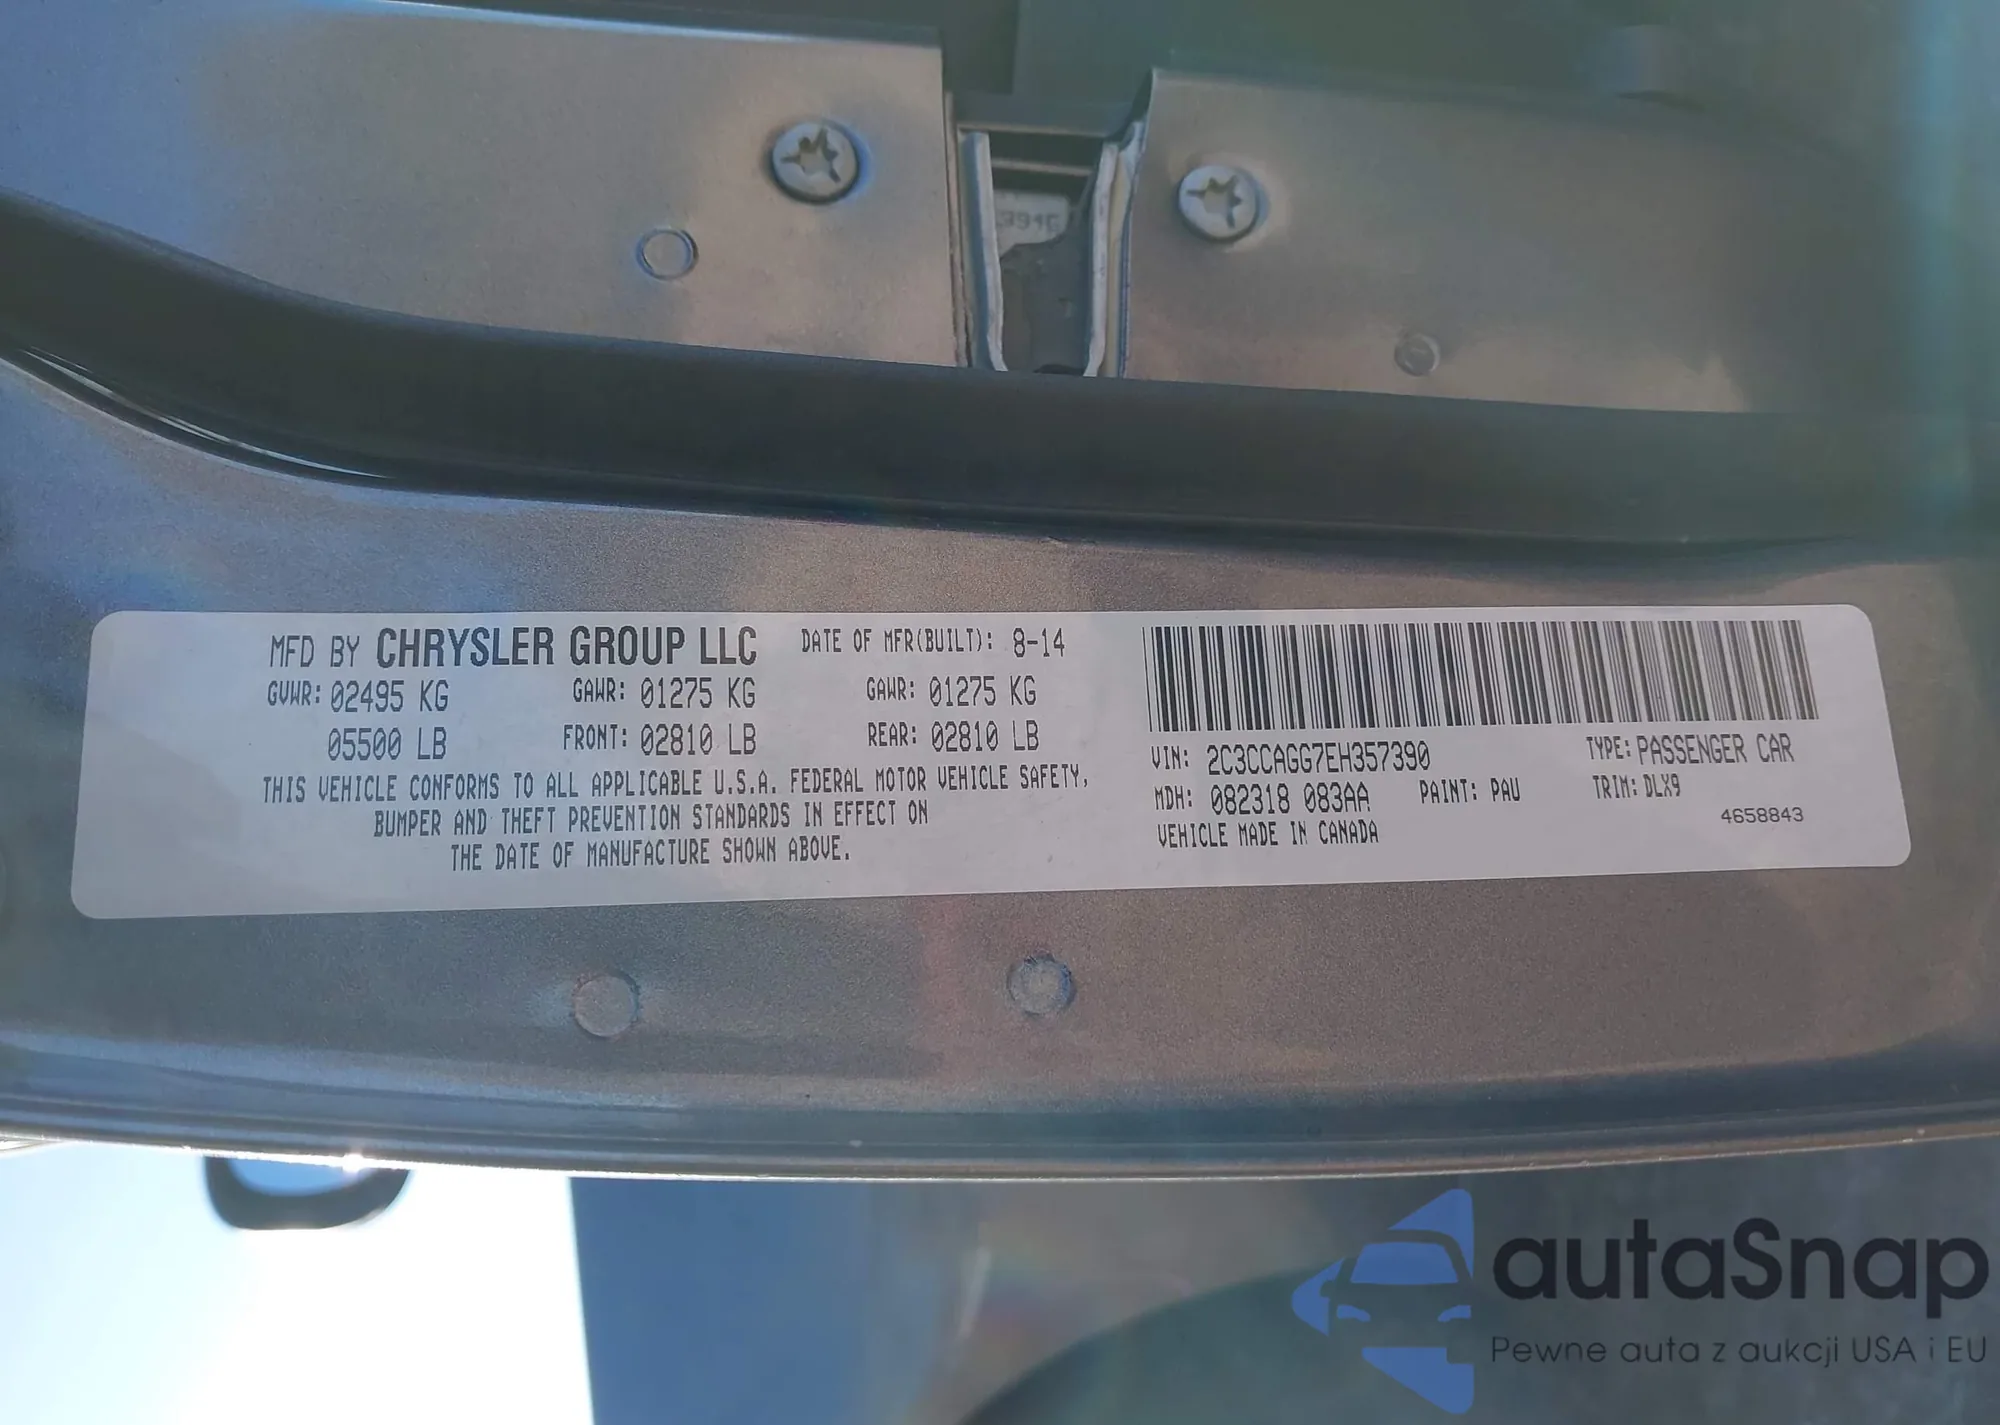 MFD BY CHRYSLER GROUP LLC DATE OF MFR(BUILT): 8-14
GVWR: 02495 KG GAWR: 01275 KG GAWR: 01275 KG
05500 LB FRONT: 02810 LB REAR: 02810 LB
THIS VEHICLE CONFORMS TO ALL APPLICABLE U.S.A. FEDERAL MOTOR VEHICLE SAFETY,
BUMPER AND THEFT PREVENTION STANDARDS IN EFFECT ON
THE DATE OF MANUFACTURE SHOWN ABOVE.
VIN: 2C3CCAGG7EH357390 TYPE: PASSENGER CAR
MDH: 082318 083AA PAINT: PAU TRIM: DLX9
4658843
VEHICLE MADE IN CANADA
autaSnap
Pewne auta z aukcji USA i EU